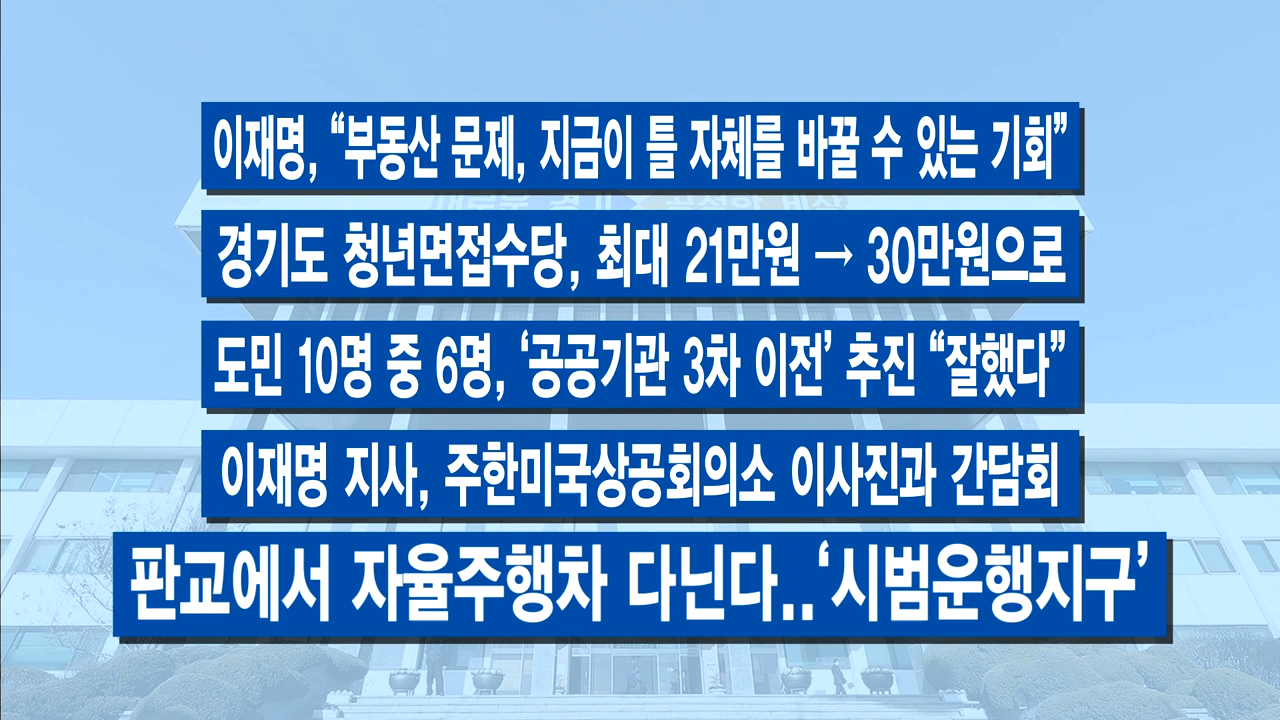 이재명, “부동산 문제, 지금이 틀 자체를 바꿀 수 있는 기회”
경기도 청년면접수당, 최대 21만원 → 30만원으로
도민 10명 중 6명, ‘공공기관 3차 이전’ 추진 “잘했다”
이재명 지사, 주한미국상공회의소 이사진과 간담회
판교에서 자율주행차 다닌다..‘시범운행지구’